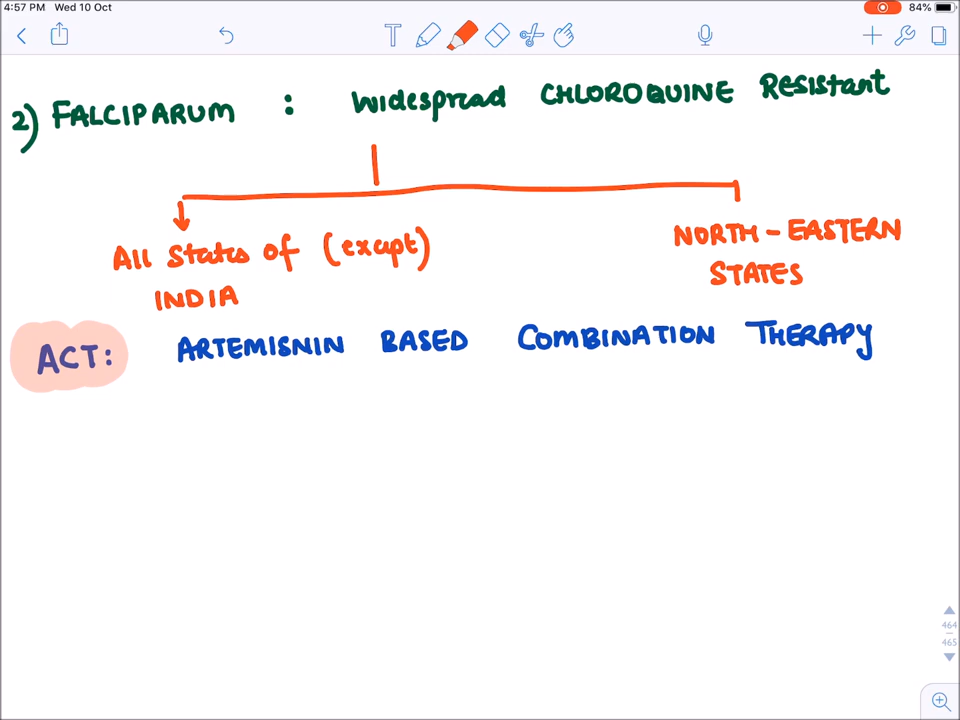 4:57 PM Wed 10 Oct 84%
T
2) FALCIPARUM : Widespread CHLOROQUINE Resistant
All States of (except) INDIA
NORTH-EASTERN STATES
ACT: ARTEMISNIN BASED COMBINATION THERAPY
464
465